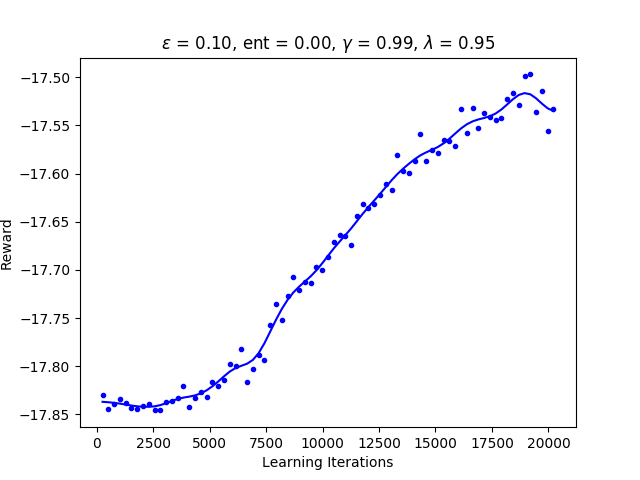 ε = 0.10, ent = 0.00, γ = 0.99, λ = 0.95
−17.50
−17.55
−17.60
−17.65
−17.70
−17.75
−17.80
−17.85
Reward
0 2500 5000 7500 10000 12500 15000 17500 20000
Learning Iterations